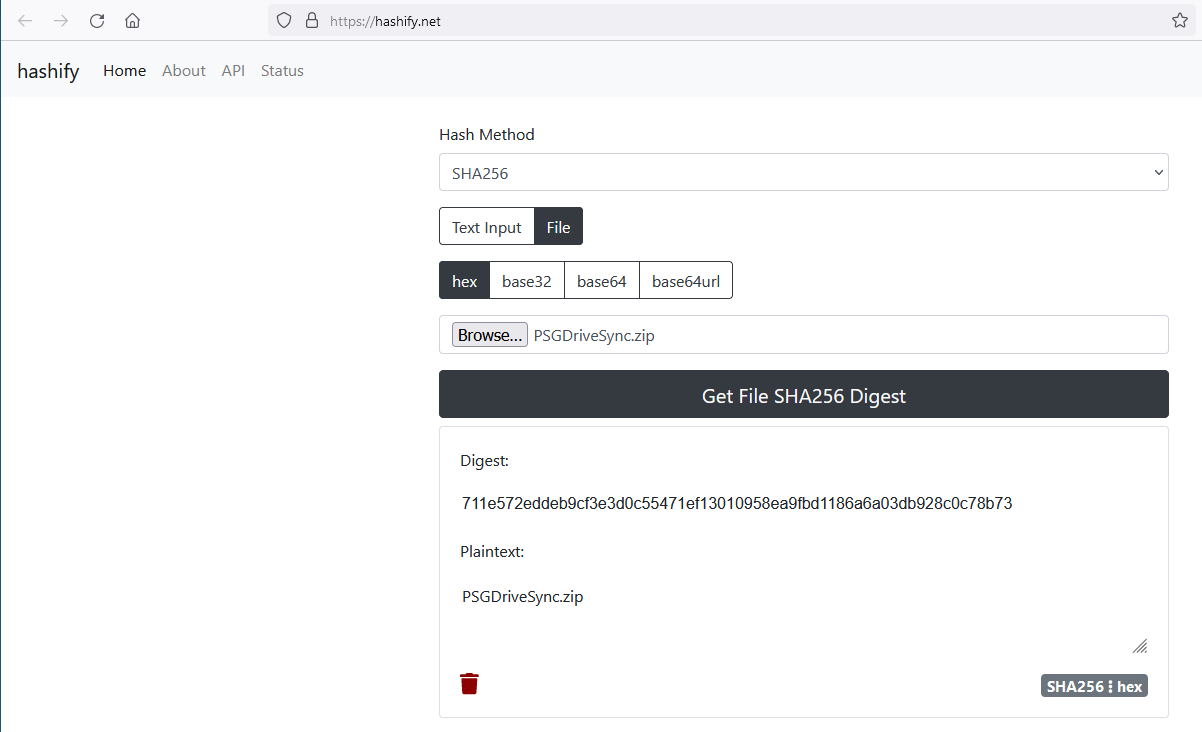 https://hashify.net
hashify Home About API Status
Hash Method
SHA256
Text Input File
hex base32 base64 base64url
Browse... PSGDriveSync.zip
Get File SHA256 Digest
Digest:
711e572eddeb9cf3e3d0c55471ef13010958ea9fbd1186a6a03db928c0c78b73
Plaintext:
PSGDriveSync.zip
SHA256 ⋮ hex